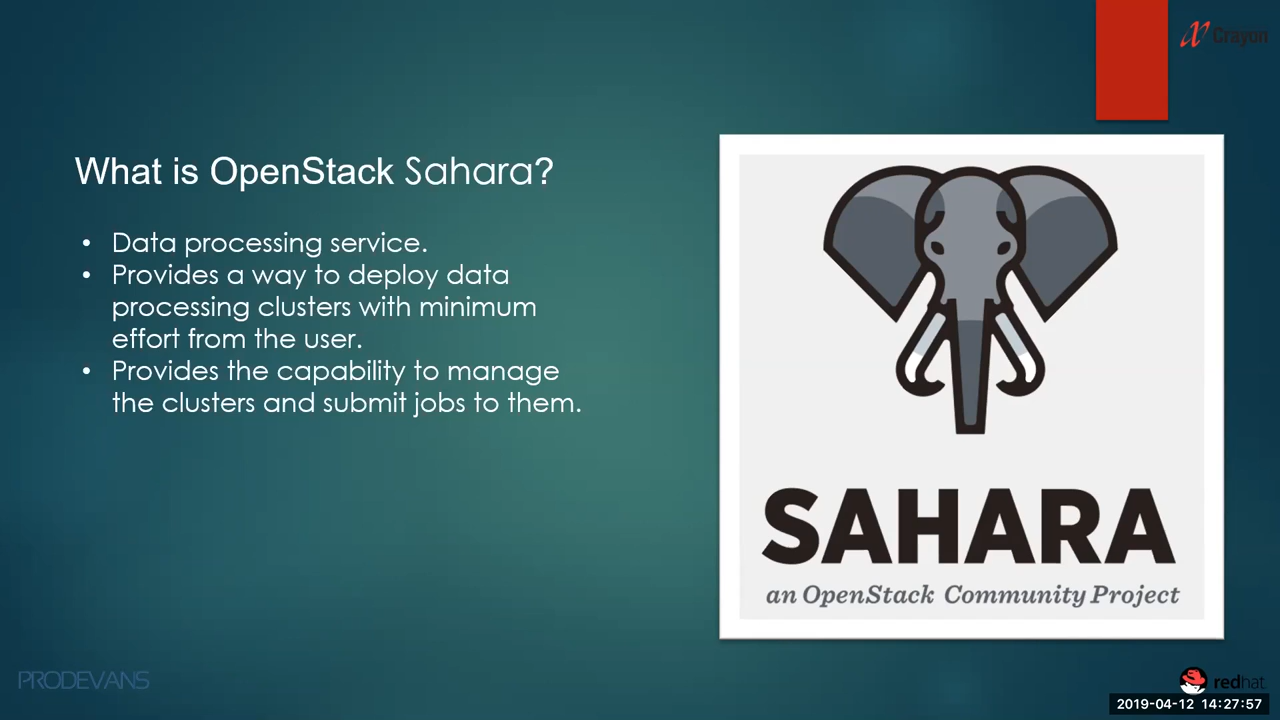 Crayon
What is OpenStack Sahara?
• Data processing service.
• Provides a way to deploy data
processing clusters with minimum
effort from the user.
• Provides the capability to manage
the clusters and submit jobs to them.
SAHARA
an OpenStack Community Project
PRODEVANS
redhat
2019-04-12 14:27:57